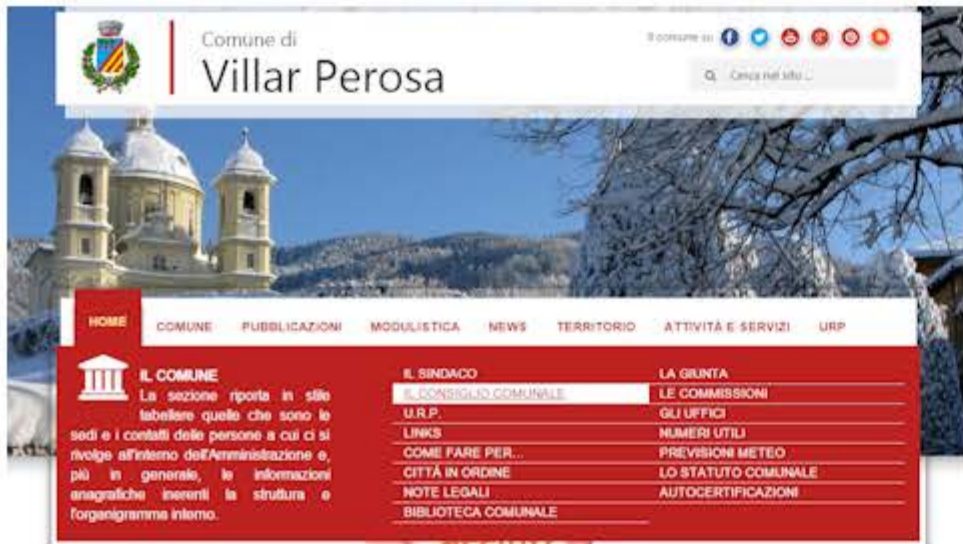 Comune di
Villar Perosa
Il comune su
Cerca nel sito ...
HOME COMUNE PUBBLICAZIONI MODULISTICA NEWS TERRITORIO ATTIVITÀ E SERVIZI URP
IL COMUNE
La sezione riporta in stile
tabellare quelle che sono le
sedi e i contatti delle persone a cui ci si
rivolge all'interno dell'Amministrazione e,
più in generale, le informazioni
anagrafiche inerenti la struttura e
l'organigramma interno.
IL SINDACO
IL CONSIGLIO COMUNALE
U.R.P.
LINKS
COME FARE PER...
CITTÀ IN ORDINE
NOTE LEGALI
BIBLIOTECA COMUNALE
LA GIUNTA
LE COMMISSIONI
GLI UFFICI
NUMERI UTILI
PREVISIONI METEO
LO STATUTO COMUNALE
AUTOCERTIFICAZIONI